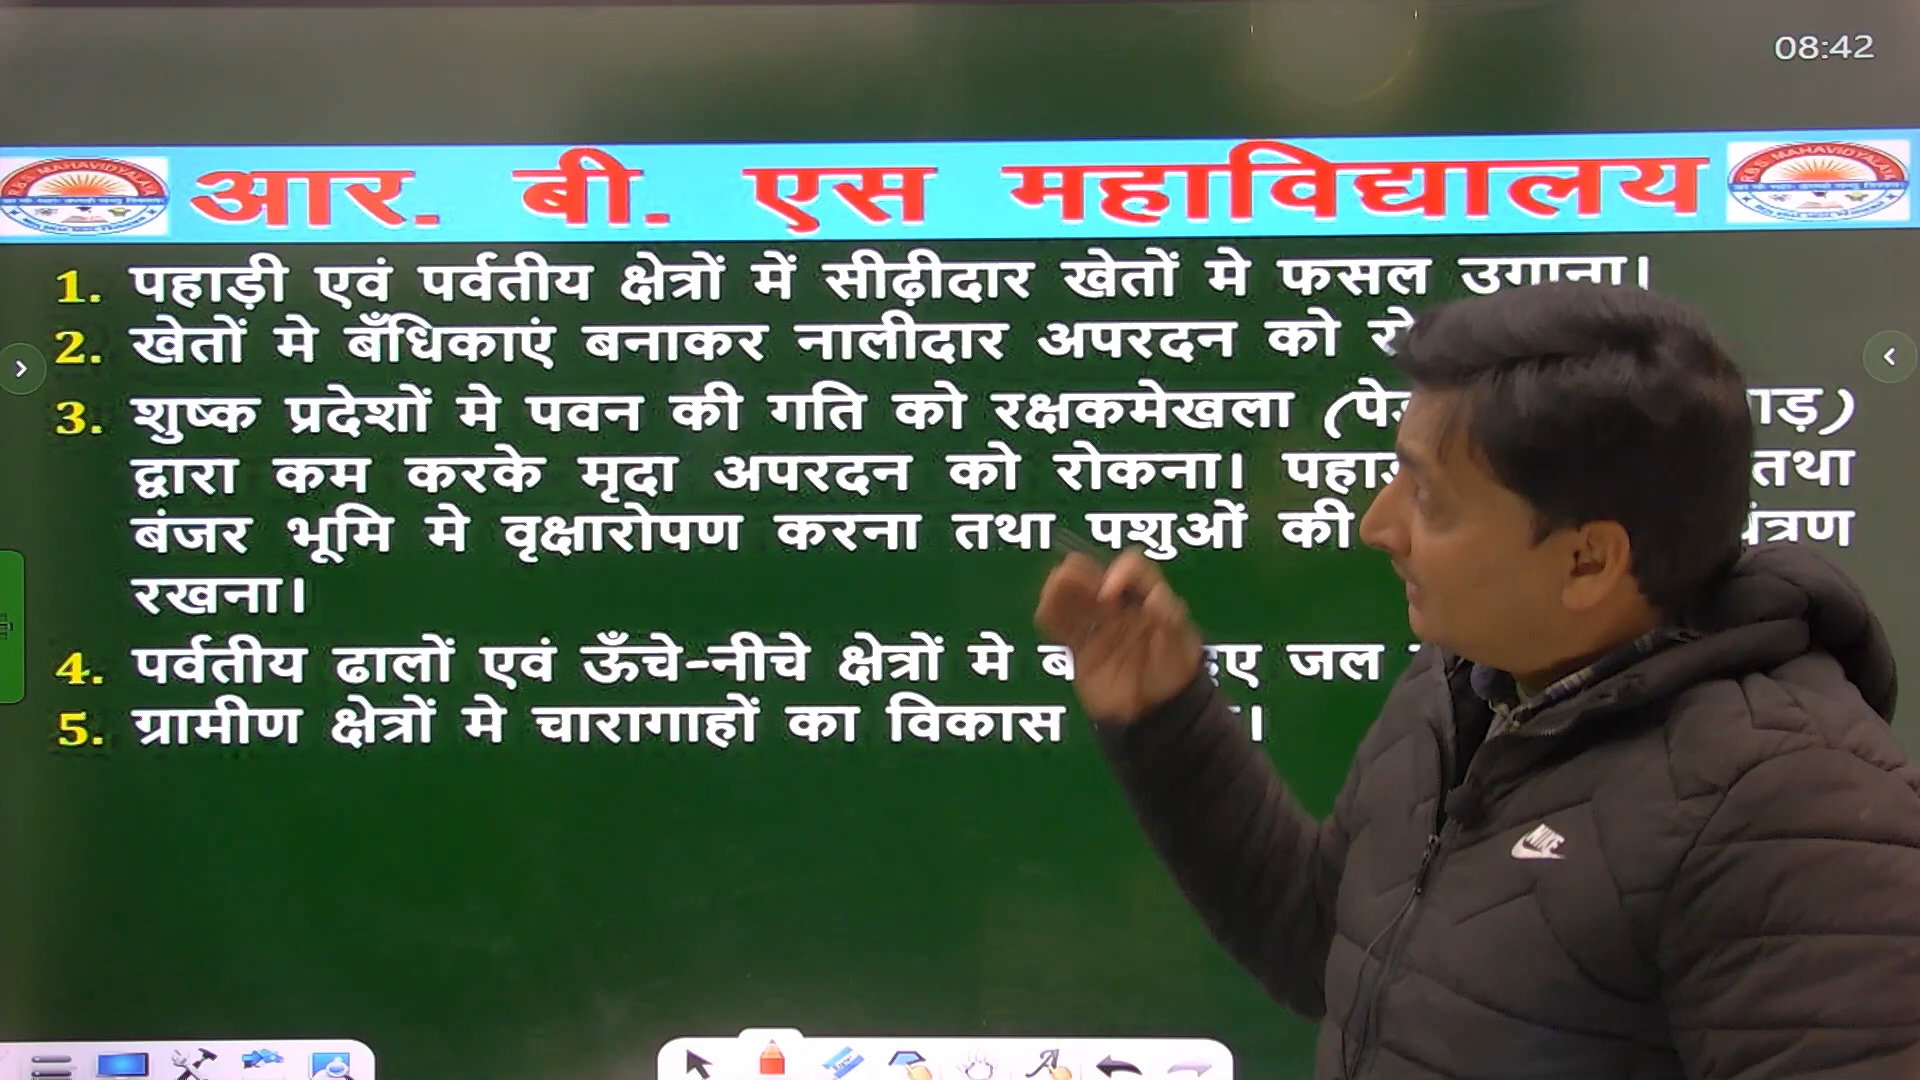 08:42
आर. बी. एस महाविद्यालय
1. पहाड़ी एवं पर्वतीय क्षेत्रों में सीढ़ीदार खेतों मे फसल उगाना।
2. खेतों मे बँधिकाएं बनाकर नालीदार अपरदन को
3. शुष्क प्रदेशों मे पवन की गति को रक्षकमेखला
द्वारा कम करके मृदा अपरदन को रोकना। तथा
बंजर भूमि मे वृक्षारोपण करना तथा पशुओं की
रखना।
4. पर्वतीय ढालों एवं ऊँचे-नीचे क्षेत्रों मे जल
5. ग्रामीण क्षेत्रों मे चारागाहों का विकास
NIKE